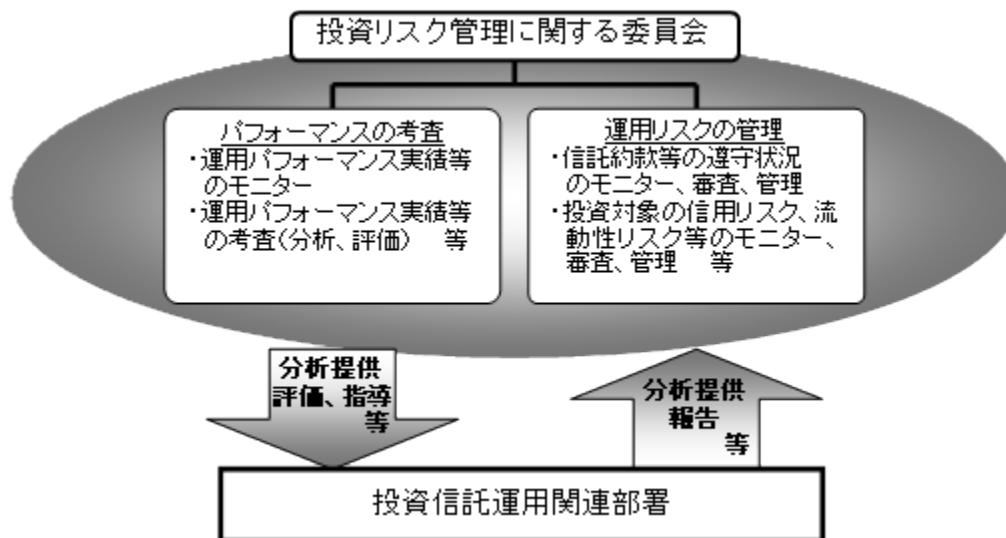 投資リスク管理に関する委員会
パフォーマンスの考査
・運用パフォーマンス実績等
のモニター
・運用パフォーマンス実績等
の考査(分析、評価) 等
運用リスクの管理
・信託約款等の遵守状況
のモニター、審査、管理
・投資対象の信用リスク、流
動性リスク等のモニター、
審査、管理 等
分析提供
評価、指導
等
分析提供
報告
等
投資信託運用関連部署